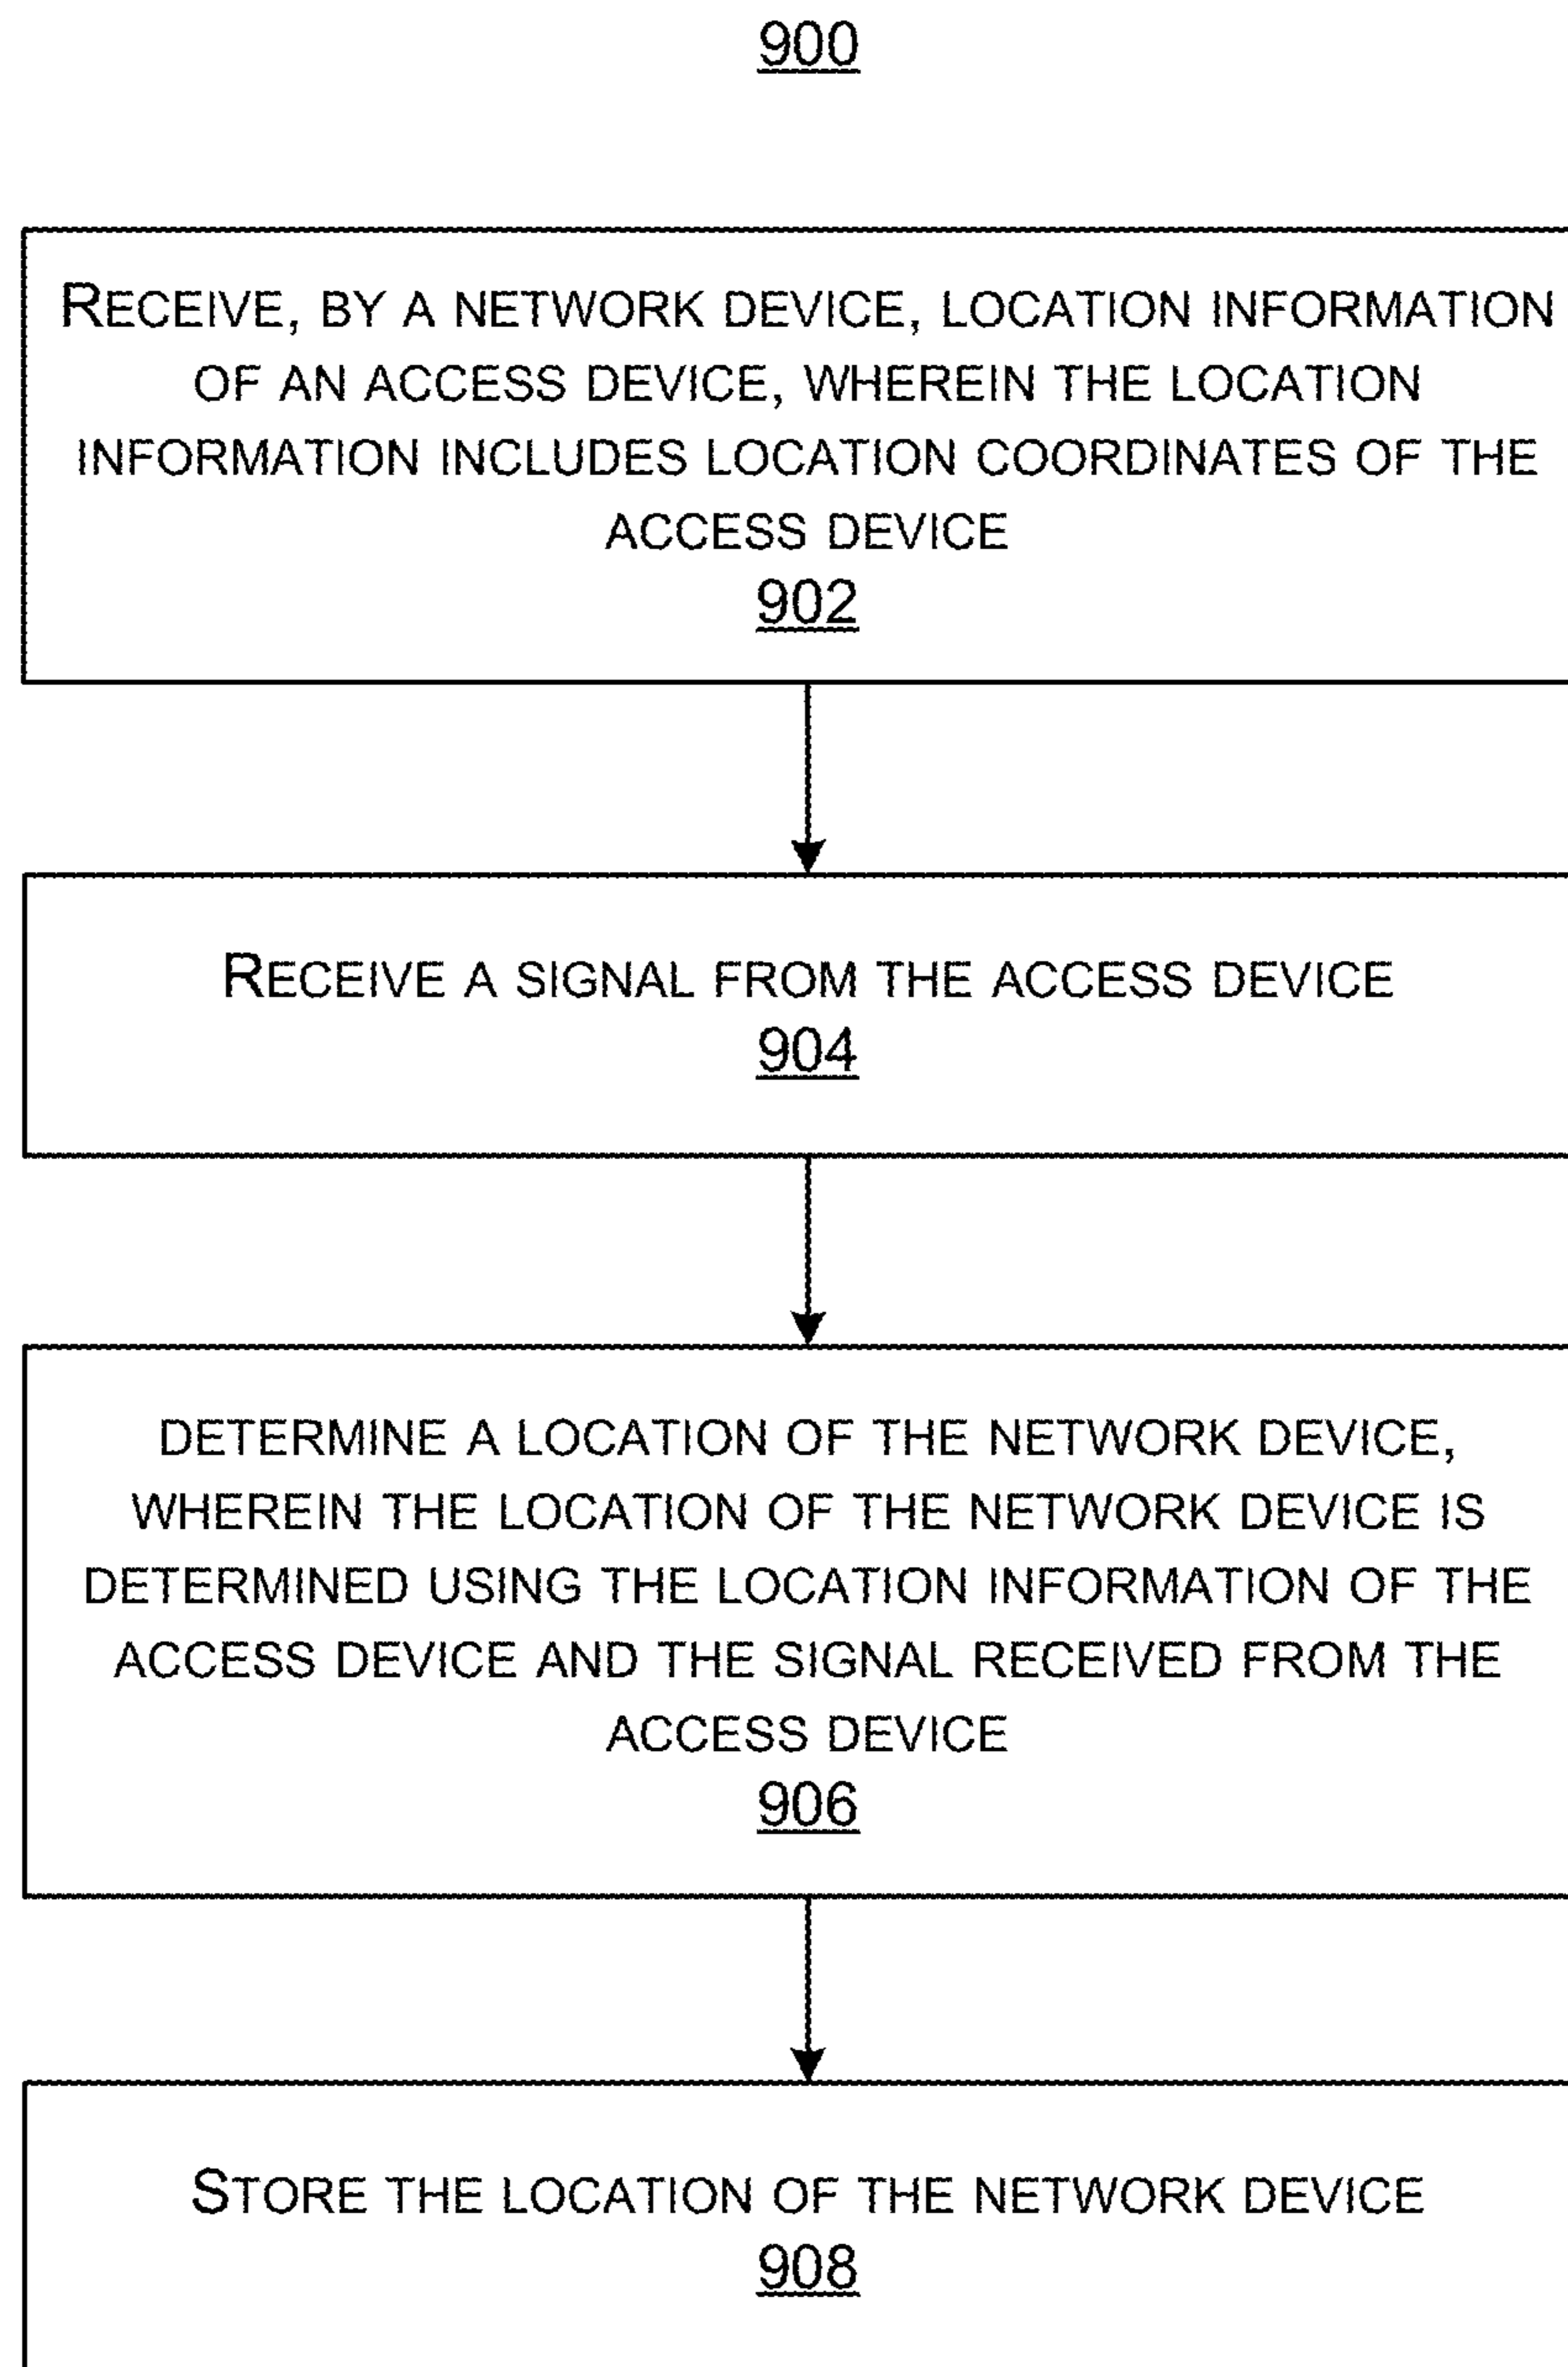 900
RECEIVE, BY A NETWORK DEVICE, LOCATION INFORMATION
OF AN ACCESS DEVICE, WHEREIN THE LOCATION
INFORMATION INCLUDES LOCATION COORDINATES OF THE
ACCESS DEVICE
902
RECEIVE A SIGNAL FROM THE ACCESS DEVICE
904
DETERMINE A LOCATION OF THE NETWORK DEVICE,
WHEREIN THE LOCATION OF THE NETWORK DEVICE IS
DETERMINED USING THE LOCATION INFORMATION OF THE
ACCESS DEVICE AND THE SIGNAL RECEIVED FROM THE
ACCESS DEVICE
906
STORE THE LOCATION OF THE NETWORK DEVICE
908